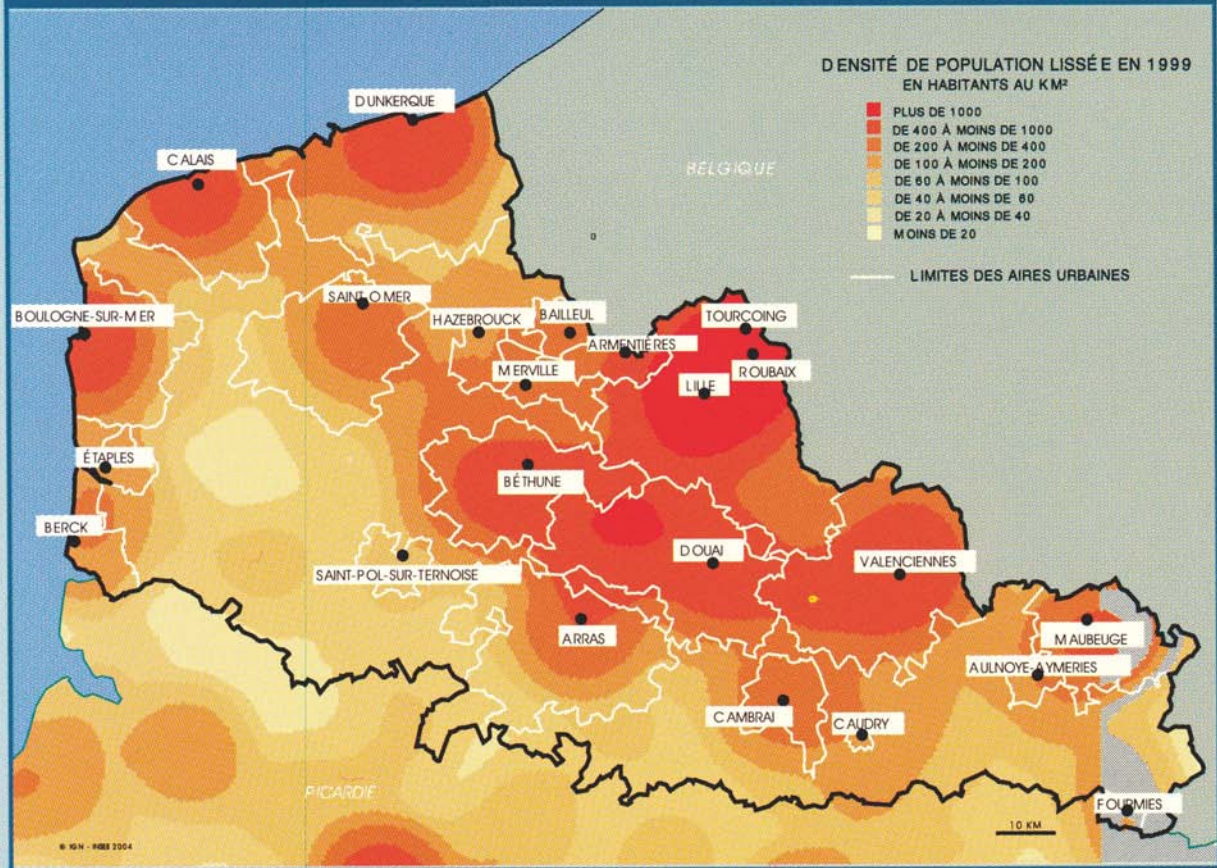 DENSITÉ DE POPULATION LISSÉE EN 1999
EN HABITANTS AU KM²
PLUS DE 1000
DE 400 À MOINS DE 1000
DE 200 À MOINS DE 400
DE 100 À MOINS DE 200
DE 60 À MOINS DE 100
DE 40 À MOINS DE 60
DE 20 À MOINS DE 40
MOINS DE 20
LIMITES DES AIRES URBAINES
DUNKERQUE
CALAIS
BELGIQUE
SAINT-OMER
BOULOGNE-SUR-MER
HAZEBROUCK
BAILLEUL
TOURCOING
ARMENTIÈRES
ROUBAIX
MERVILLE
LILLE
ÉTAPLES
BÉTHUNE
BERCK
DOUAI
VALENCIENNES
SAINT-POL-SUR-TERNOISE
ARRAS
MAUBEUGE
AULNOYE-AYMERIES
CAMBRAI
CAUDRY
PICARDIE
FOURMIES
10 KM
© IGN - INSEE 2004